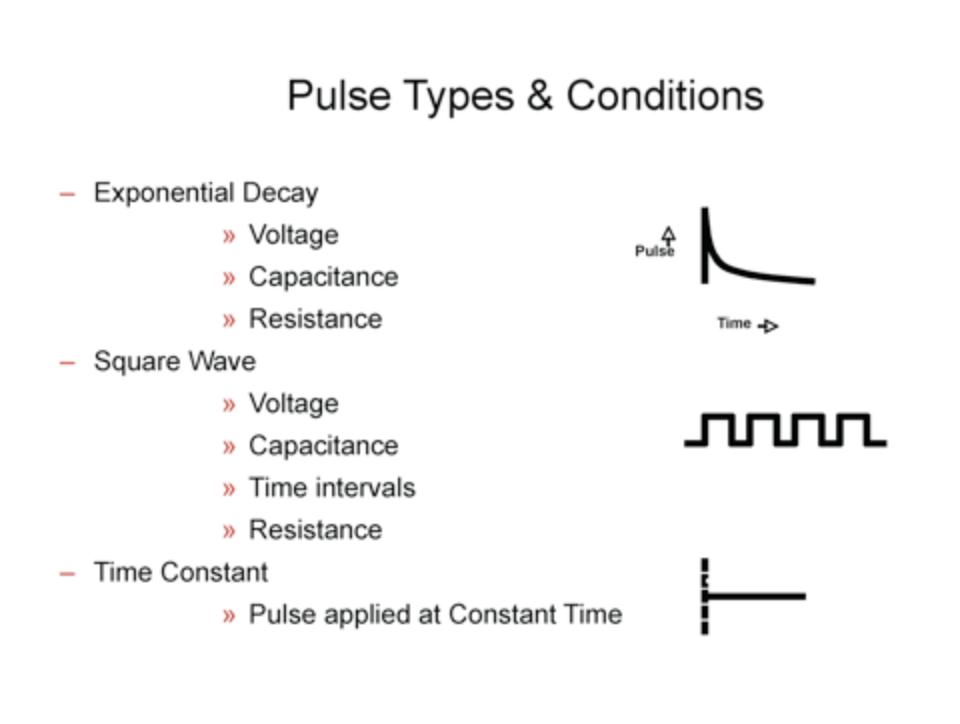 Pulse Types & Conditions
– Exponential Decay
» Voltage
» Capacitance
» Resistance
Pulse
Time
– Square Wave
» Voltage
» Capacitance
» Time intervals
» Resistance
– Time Constant
» Pulse applied at Constant Time